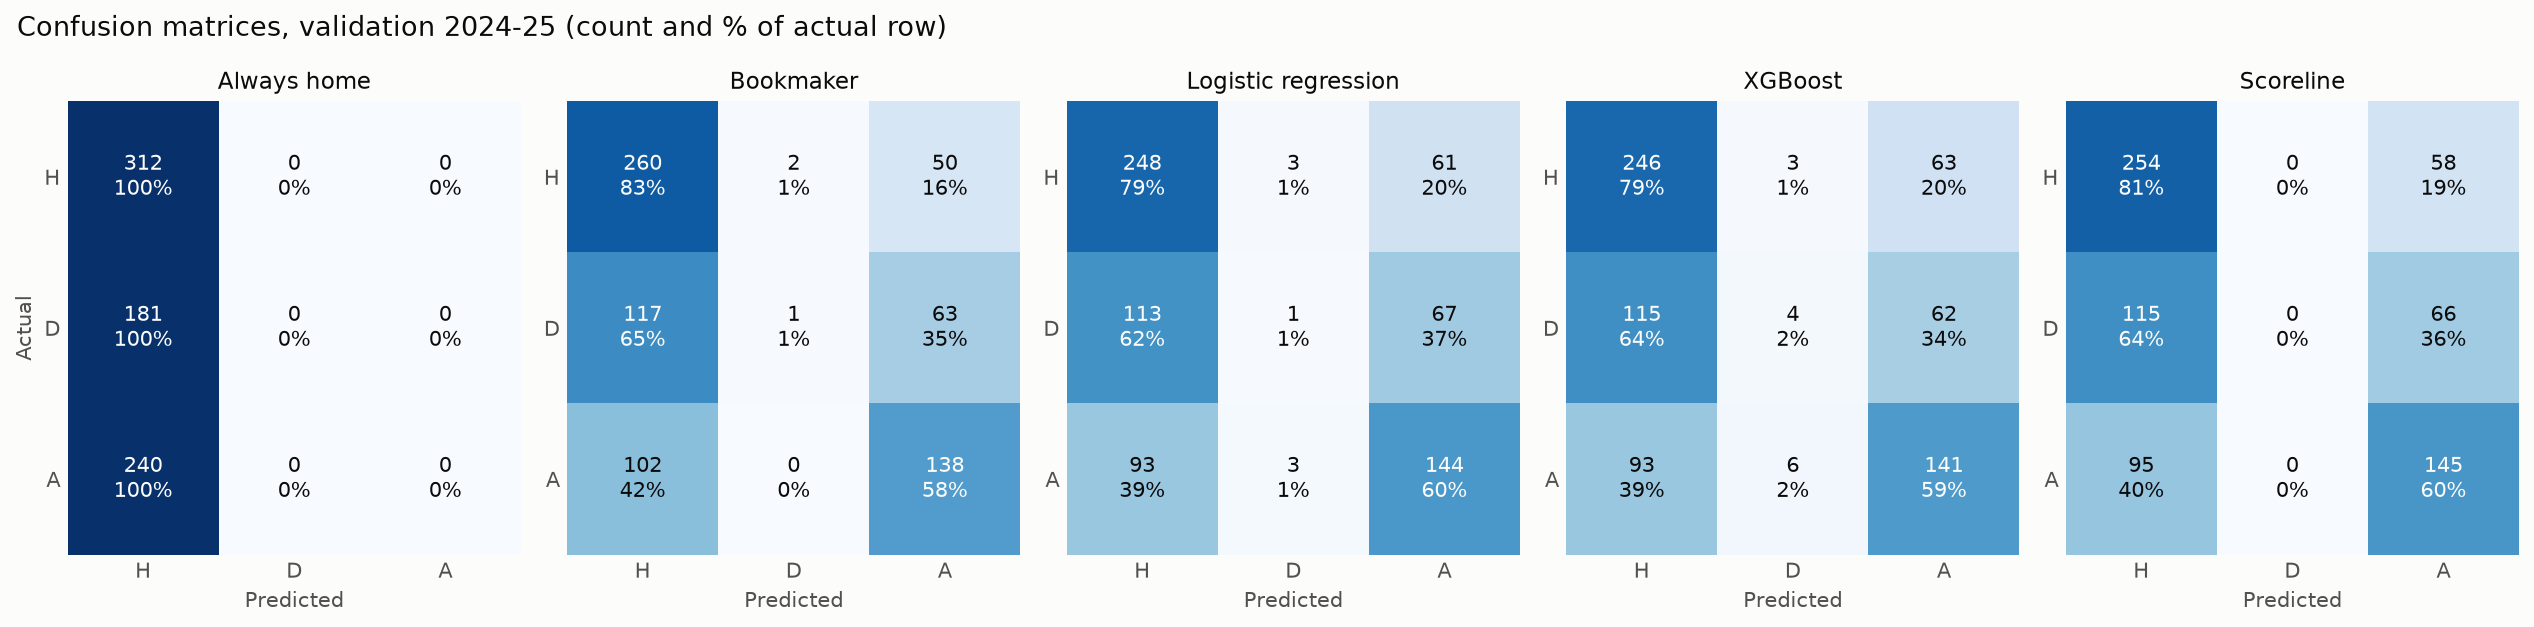 Confusion matrices, validation 2024-25 (count and % of actual row)
Always home
Bookmaker
Logistic regression
XGBoost
Scoreline
Actual
H
312
100%
0
0%
0
0%
D
181
100%
0
0%
0
0%
A
240
100%
0
0%
0
0%
H
D
A
Predicted
H
260
83%
2
1%
50
16%
D
117
65%
1
1%
63
35%
A
102
42%
0
0%
138
58%
H
D
A
Predicted
H
248
79%
3
1%
61
20%
D
113
62%
1
1%
67
37%
A
93
39%
3
1%
144
60%
H
D
A
Predicted
H
246
79%
3
1%
63
20%
D
115
64%
4
2%
62
34%
A
93
39%
6
2%
141
59%
H
D
A
Predicted
H
254
81%
0
0%
58
19%
D
115
64%
0
0%
66
36%
A
95
40%
0
0%
145
60%
H
D
A
Predicted